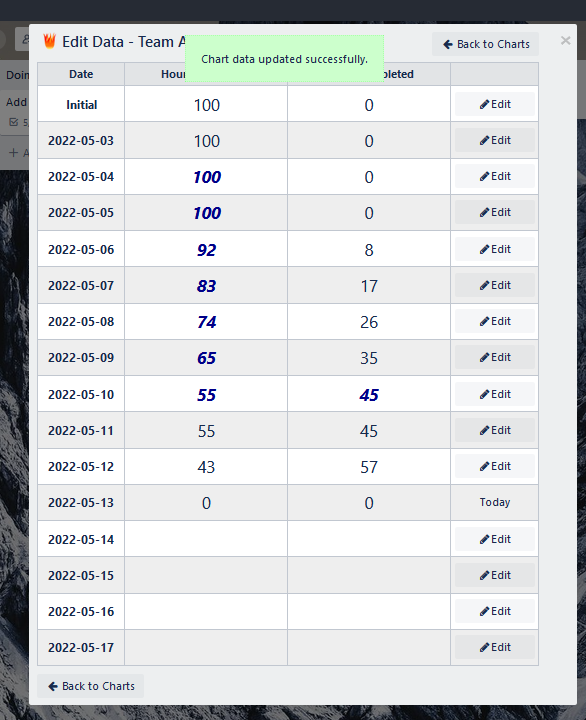 Edit Data - Team A
Back to Charts
×
Chart data updated successfully.
Date Hour pleted
Initial 100 0 Edit
2022-05-03 100 0 Edit
2022-05-04 100 0 Edit
2022-05-05 100 0 Edit
2022-05-06 92 8 Edit
2022-05-07 83 17 Edit
2022-05-08 74 26 Edit
2022-05-09 65 35 Edit
2022-05-10 55 45 Edit
2022-05-11 55 45 Edit
2022-05-12 43 57 Edit
2022-05-13 0 0 Today
2022-05-14 Edit
2022-05-15 Edit
2022-05-16 Edit
2022-05-17 Edit
Back to Charts
Doin
Add
5
+ A